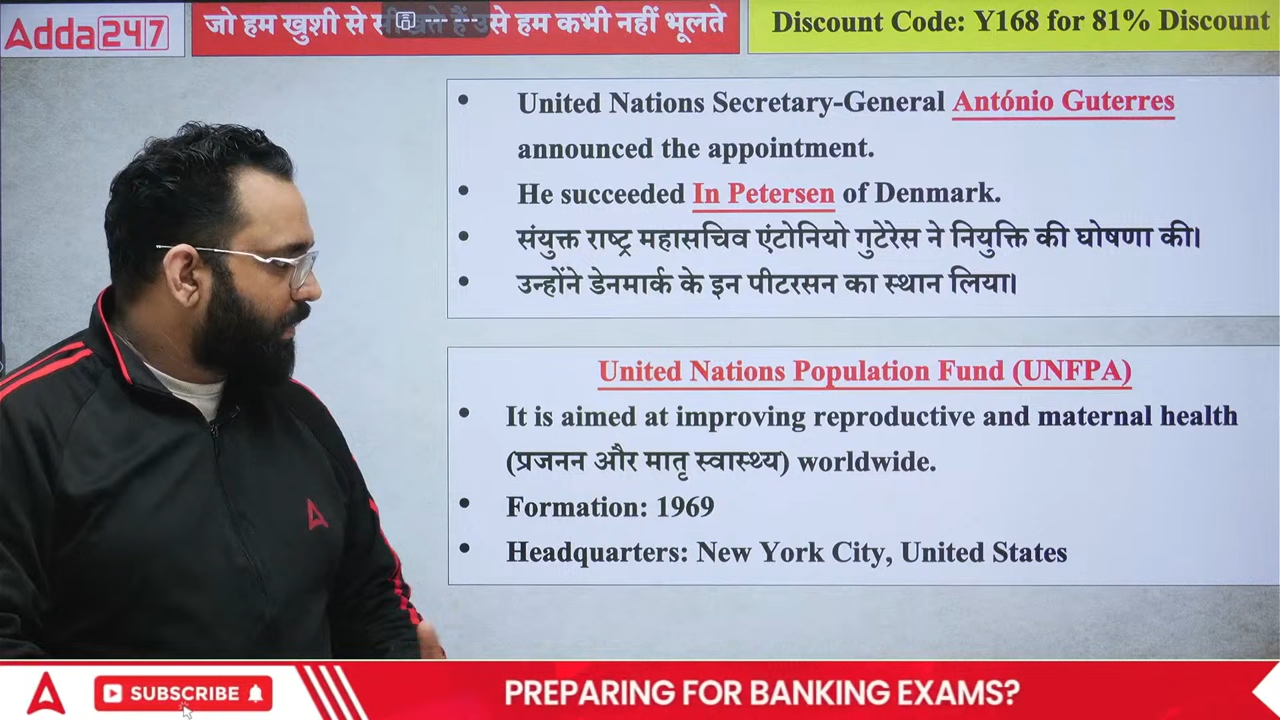 Adda247
जो हम खुशी से सीखते हैं उसे हम कभी नहीं भूलते
Discount Code: Y168 for 81% Discount
• United Nations Secretary-General António Guterres
announced the appointment.
• He succeeded In Petersen of Denmark.
• संयुक्त राष्ट्र महासचिव एंटोनियो गुटेरेस ने नियुक्ति की घोषणा की।
• उन्होंने डेनमार्क के इन पीटरसन का स्थान लिया।
United Nations Population Fund (UNFPA)
• It is aimed at improving reproductive and maternal health
(प्रजनन और मातृ स्वास्थ्य) worldwide.
• Formation: 1969
• Headquarters: New York City, United States
SUBSCRIBE
PREPARING FOR BANKING EXAMS?